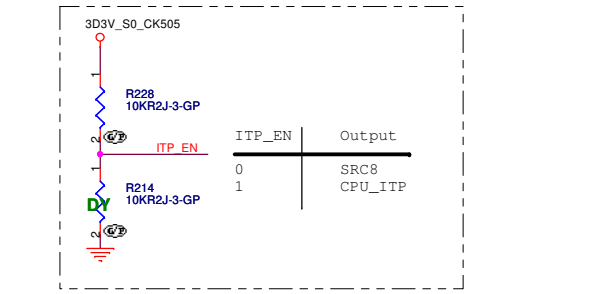 3D3V_S0_CK505
1
R228
10KR2J-3-GP
2
G/P
ITP_EN
1
R214
10KR2J-3-GP
DY
2
G/P
ITP_EN Output
0 SRC8
1 CPU_ITP